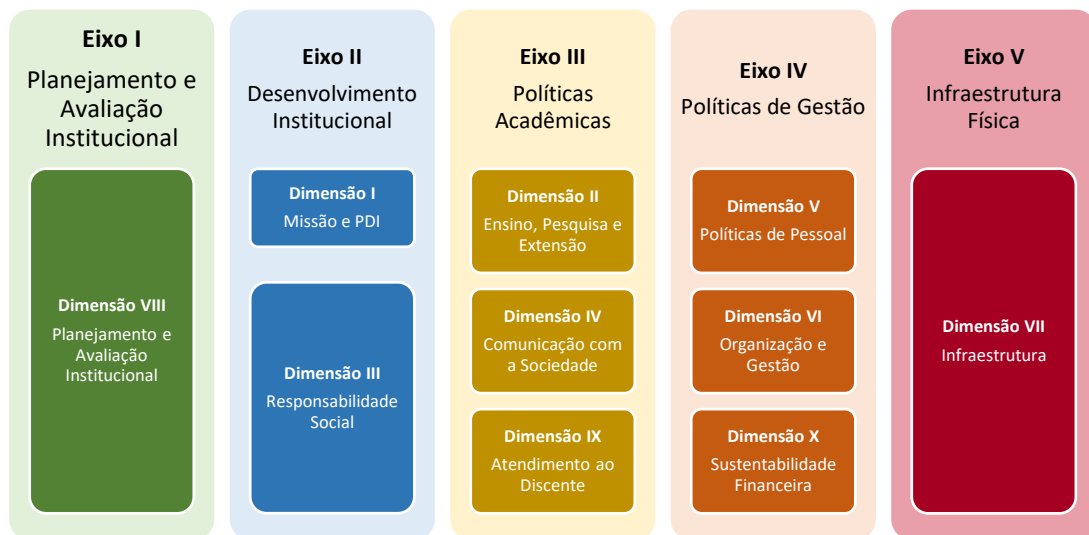 Eixo I
Planejamento e
Avaliação
Institucional
Dimensão VIII
Planejamento e
Avaliação
Institucional
Eixo II
Desenvolvimento
Institucional
Dimensão I
Missão e PDI
Dimensão III
Responsabilidade
Social
Eixo III
Políticas
Acadêmicas
Dimensão II
Ensino, Pesquisa e
Extensão
Dimensão IV
Comunicação com
a Sociedade
Dimensão IX
Atendimento ao
Discente
Eixo IV
Políticas de Gestão
Dimensão V
Políticas de Pessoal
Dimensão VI
Organização e
Gestão
Dimensão X
Sustentabilidade
Financeira
Eixo V
Infraestrutura
Física
Dimensão VII
Infraestrutura